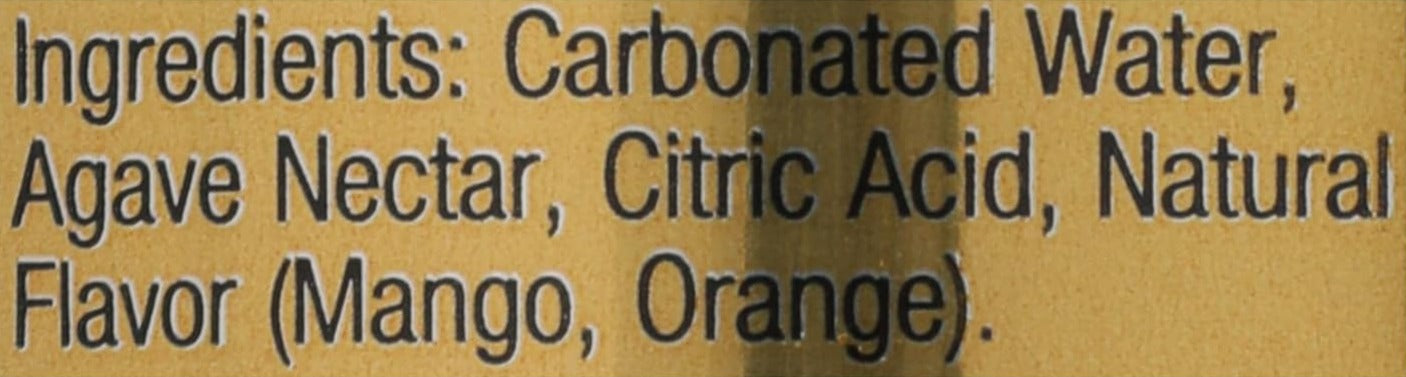 Ingredients: Carbonated Water,
Agave Nectar, Citric Acid, Natural
Flavor (Mango, Orange).